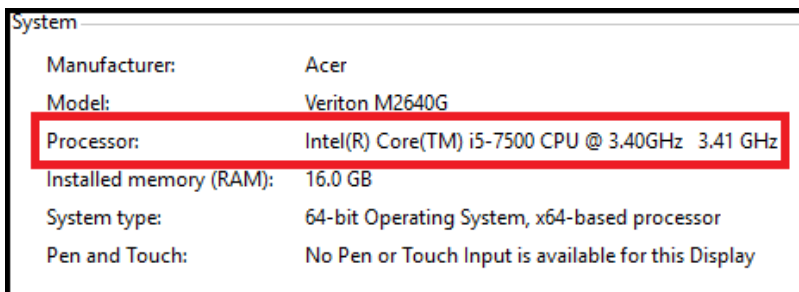 System
Manufacturer: Acer
Model: Veriton M2640G
Processor: Intel(R) Core(TM) i5-7500 CPU @ 3.40GHz 3.41 GHz
Installed memory (RAM): 16.0 GB
System type: 64-bit Operating System, x64-based processor
Pen and Touch: No Pen or Touch Input is available for this Display